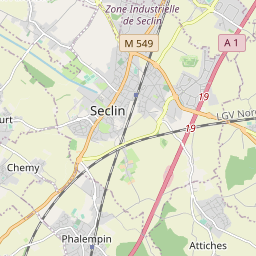 Zone Industrielle
de Seclin
M 549
A 1
19
Seclin
urt
19
LGV Nor
Chemy
Phalempin
Attiches